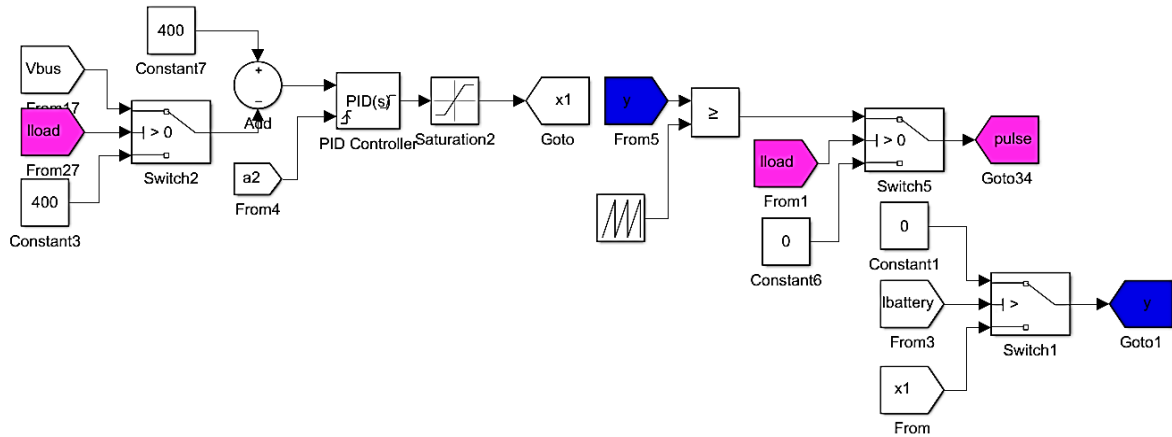 400
Constant7
Vbus
From17
Iload
From27
> 0
Switch2
400
Constant3
+
−
Add
PID(s)
PID Controller
a2
From4
Saturation2
x1
Goto
y
From5
≥
Iload
From1
> 0
Switch5
pulse
Goto34
0
Constant6
0
Constant1
Ibattery
From3
>
Switch1
y
Goto1
x1
From